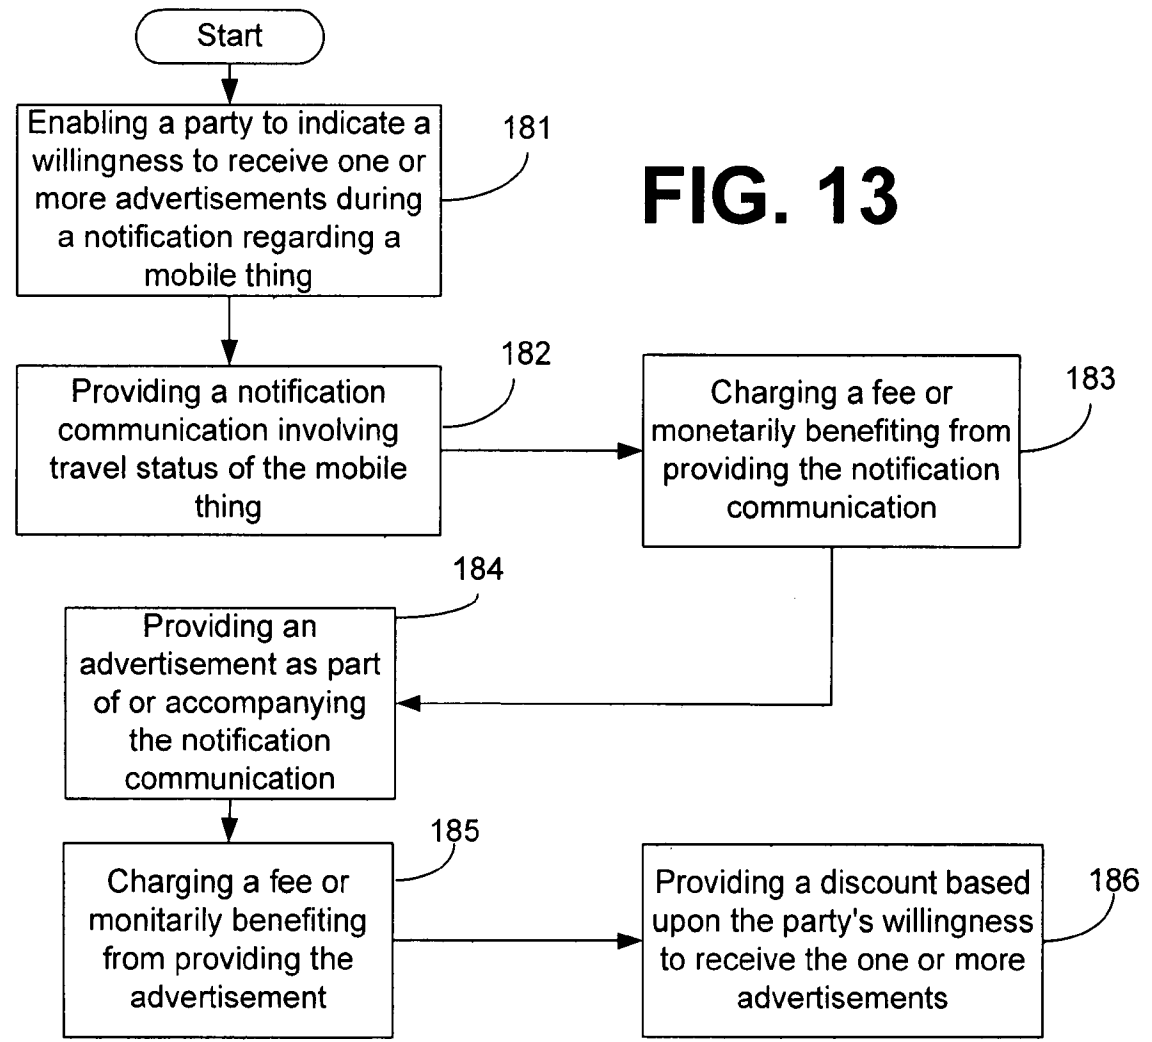 Start
Enabling a party to indicate a
willingness to receive one or
more advertisements during
a notification regarding a
mobile thing
181
FIG. 13
Providing a notification
communication involving
travel status of the mobile
thing
182
Charging a fee or
monetarily benefiting from
providing the notification
communication
183
Providing an
advertisement as part
of or accompanying
the notification
communication
184
Charging a fee or
monitarily benefiting
from providing the
advertisement
185
Providing a discount based
upon the party's willingness
to receive the one or more
advertisements
186